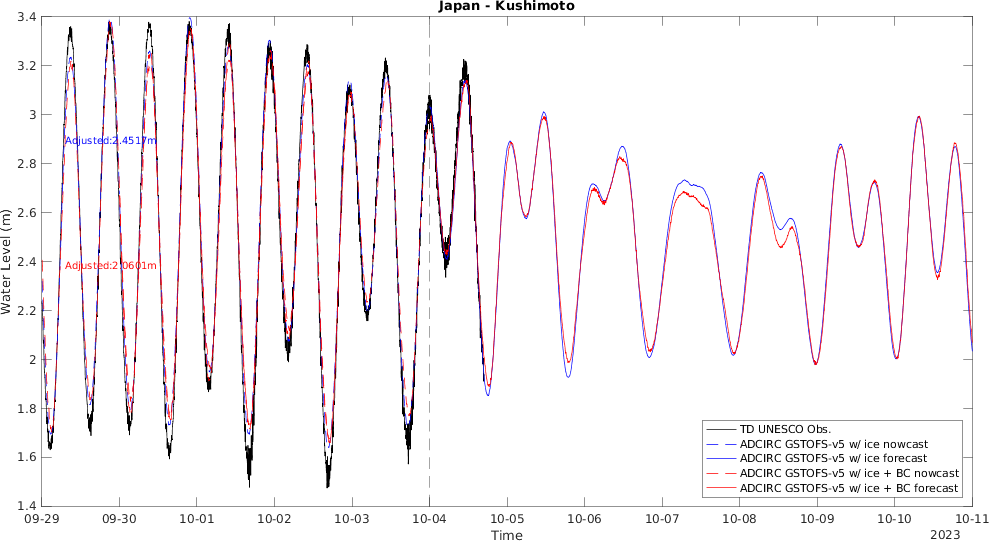 Japan - Kushimoto
3.4
3.2
3
2.8
2.6
2.4
2.2
2
1.8
1.6
1.4
Water Level (m)
Adjusted:2.4517m
Adjusted:2.0601m
TD UNESCO Obs.
ADCIRC GSTOFS-v5 w/ ice nowcast
ADCIRC GSTOFS-v5 w/ ice forecast
ADCIRC GSTOFS-v5 w/ ice + BC nowcast
ADCIRC GSTOFS-v5 w/ ice + BC forecast
09-29 09-30 10-01 10-02 10-03 10-04 10-05 10-06 10-07 10-08 10-09 10-10 10-11
Time
2023